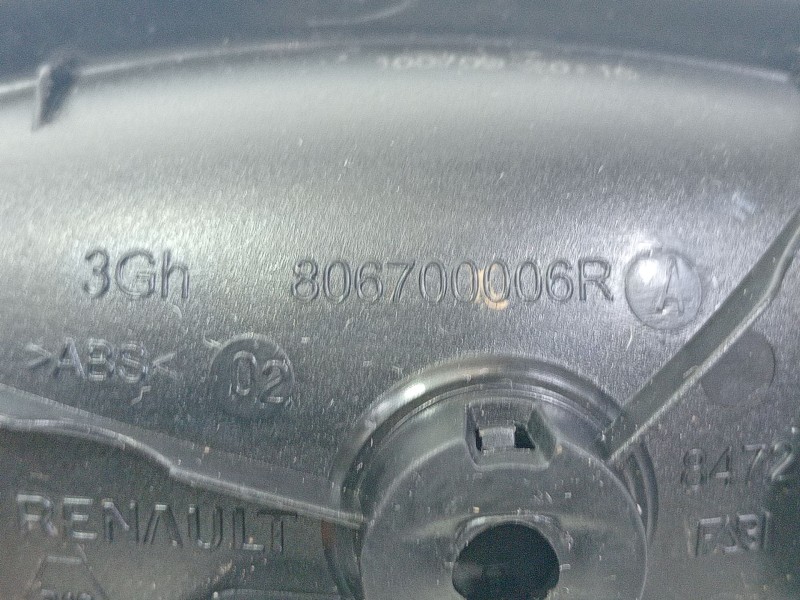 3Gh 806700006R A
>ABS< 02
8472
RENAULT